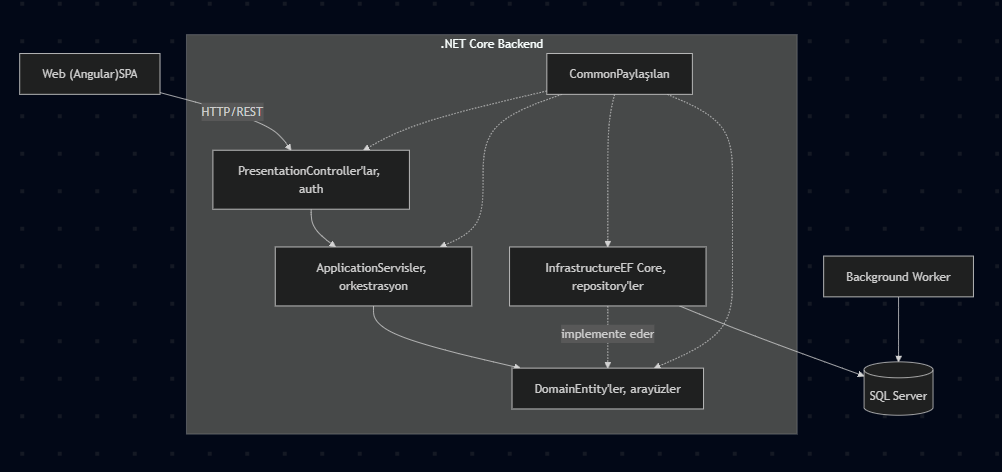 .NET Core Backend
Web (Angular)SPA
CommonPaylaşılan
HTTP/REST
PresentationController'lar,
auth
ApplicationServisler,
orkestrasyon
InfrastructureEF Core,
repository'ler
Background Worker
implemente eder
DomainEntity'ler, arayüzler
SQL Server